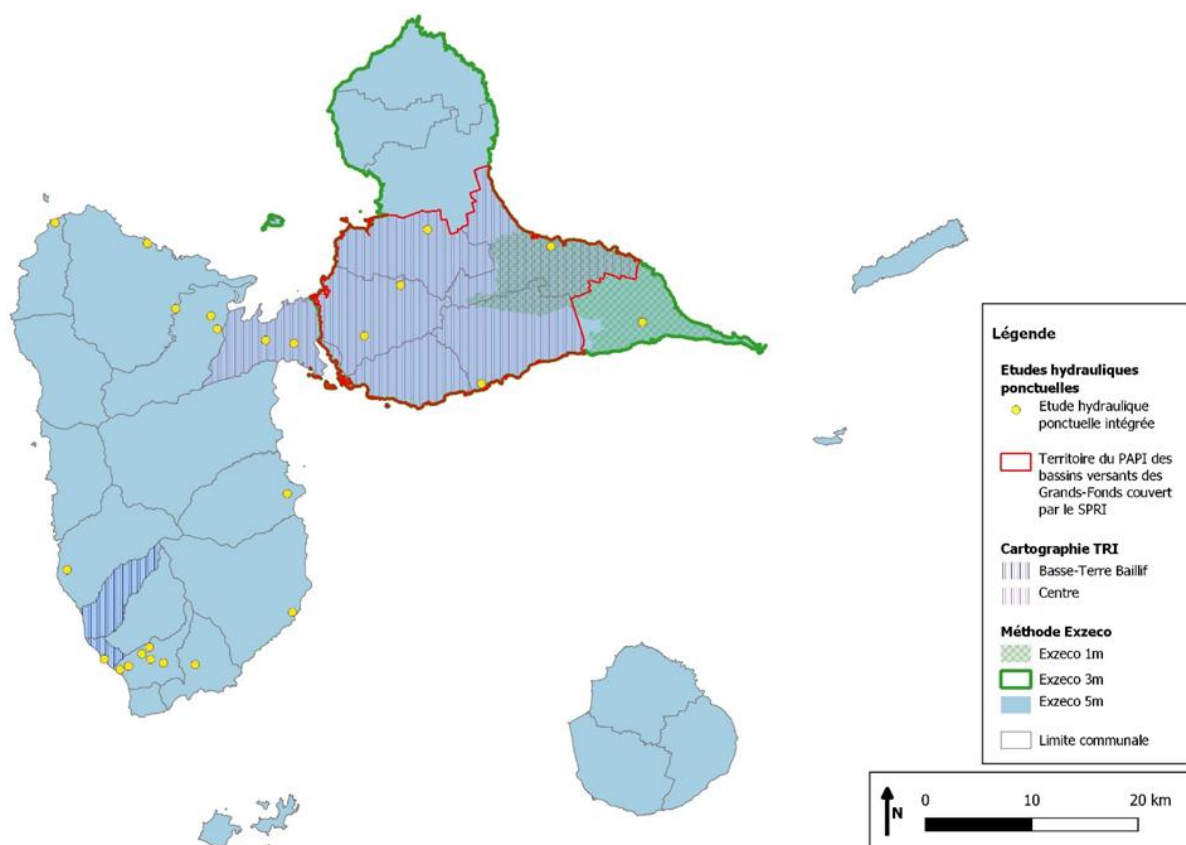 Légende
Etudes hydrauliques
ponctuelles
Etude hydraulique
ponctuelle intégrée
Territoire du PAPI des
bassins versants des
Grands-Fonds couvert
par le SPRI
Cartographie TRI
Basse-Terre Baillif
Centre
Méthode Exzeco
Exzeco 1m
Exzeco 3m
Exzeco 5m
Limite communale
N
0 10 20 km